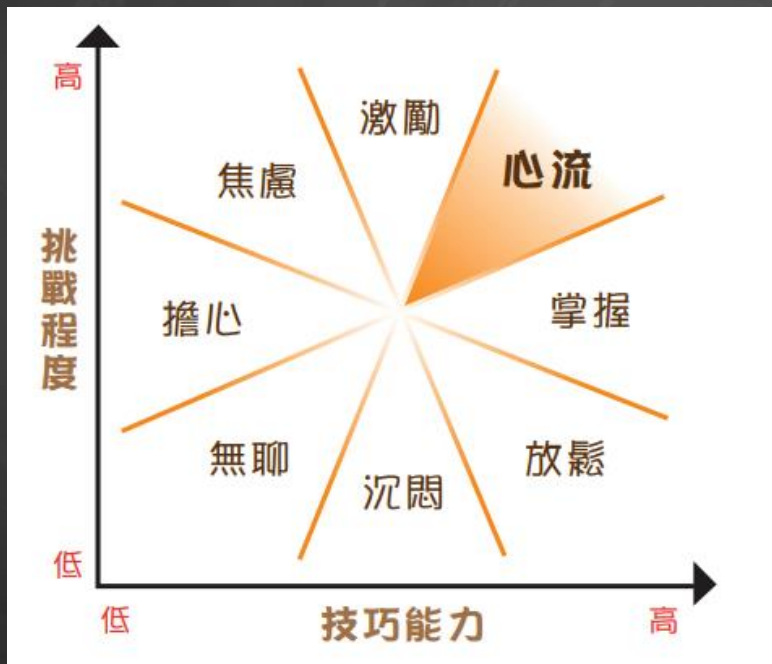 高
激勵
心流
焦慮
挑戰程度
擔心
掌握
無聊
沉悶
放鬆
低
低
技巧能力
高